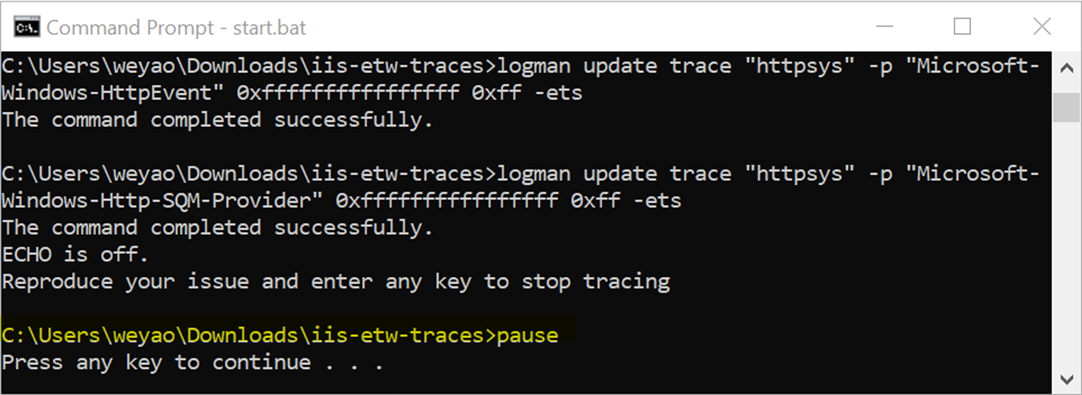 Command Prompt - start.bat
C:\Users\weyao\Downloads\iis-etw-traces>logman update trace "httpsys" -p "Microsoft-
Windows-HttpEvent" 0xffffffffffffffff 0xff -ets
The command completed successfully.
C:\Users\weyao\Downloads\iis-etw-traces>logman update trace "httpsys" -p "Microsoft-
Windows-Http-SQM-Provider" 0xffffffffffffffff 0xff -ets
The command completed successfully.
ECHO is off.
Reproduce your issue and enter any key to stop tracing
C:\Users\weyao\Downloads\iis-etw-traces>pause
Press any key to continue . . .